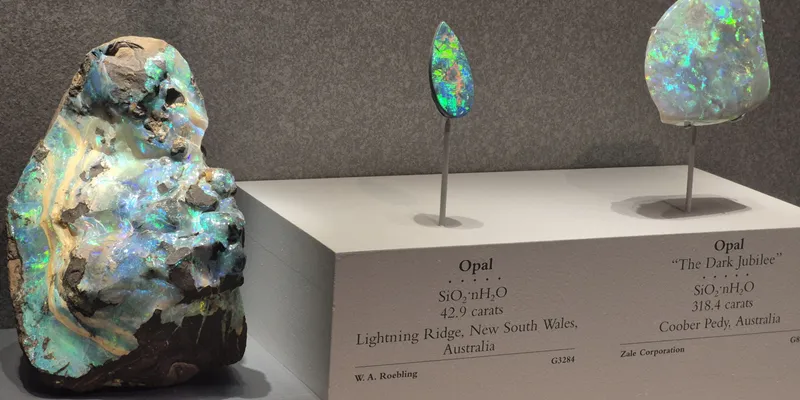 Opal
SiO₂·nH₂O
42.9 carats
Lightning Ridge, New South Wales,
Australia
W. A. Roebling
G3284
Opal
“The Dark Jubilee”
SiO₂·nH₂O
318.4 carats
Coober Pedy, Australia
Zale Corporation